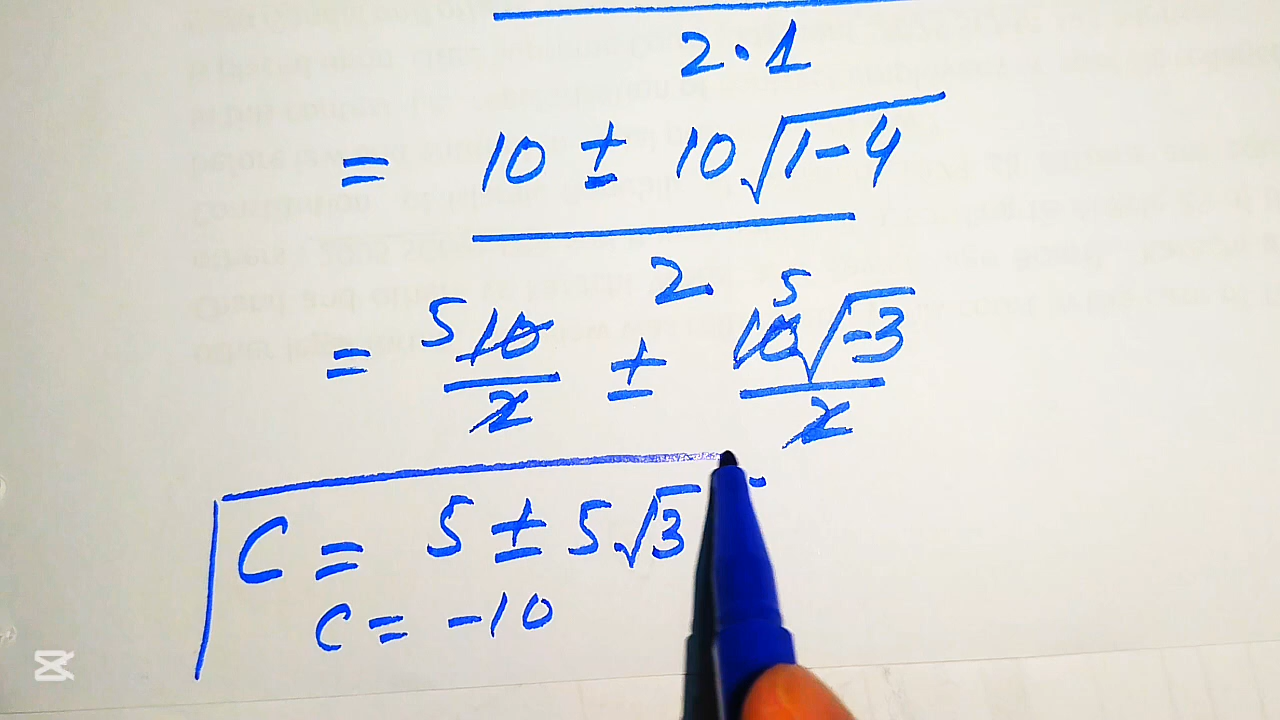 2·1
= 10 ± 10√1-4
2
= 5 10/2 ± 5 10√-3/2
C = 5 ± 5√3
C = -10